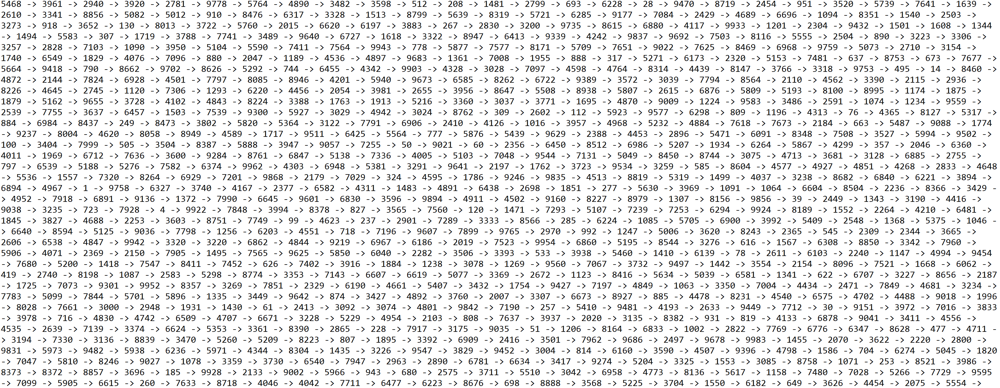 5468 -> 3961 -> 2940 -> 3920 -> 2781 -> 9778 -> 5764 -> 4890 -> 3482 -> 3598 -> 512 -> 208 -> 1481 -> 2799 -> 693 -> 6228 -> 28 -> 9470 -> 8719 -> 2454 -> 951 -> 3520 -> 5739 -> 7641 -> 1639 ->
2610 -> 3341 -> 8856 -> 5082 -> 5012 -> 910 -> 8476 -> 6317 -> 3328 -> 1513 -> 8799 -> 5639 -> 8319 -> 5721 -> 6285 -> 9177 -> 7084 -> 2429 -> 4689 -> 6696 -> 1094 -> 8351 -> 1540 -> 2503 ->
3273 -> 918 -> 3652 -> 130 -> 8013 -> 3722 -> 5760 -> 2015 -> 6620 -> 6197 -> 3883 -> 267 -> 2830 -> 3200 -> 9735 -> 8615 -> 6880 -> 4117 -> 9933 -> 1201 -> 2304 -> 9432 -> 1501 -> 1608 -> 1344
-> 1494 -> 5583 -> 307 -> 1719 -> 3788 -> 7741 -> 3489 -> 9640 -> 6727 -> 1618 -> 3322 -> 8947 -> 6413 -> 9339 -> 4242 -> 9837 -> 9692 -> 7503 -> 8116 -> 5555 -> 2504 -> 890 -> 3223 -> 3306 ->
3257 -> 2828 -> 7103 -> 1090 -> 3950 -> 5104 -> 5590 -> 7411 -> 7564 -> 9943 -> 778 -> 5877 -> 7577 -> 8171 -> 5709 -> 7651 -> 9022 -> 7625 -> 8469 -> 6968 -> 9759 -> 5073 -> 2710 -> 3154 ->
1740 -> 6549 -> 1829 -> 4076 -> 7096 -> 880 -> 2047 -> 1189 -> 4536 -> 4897 -> 9683 -> 1361 -> 7008 -> 1955 -> 888 -> 317 -> 5271 -> 6173 -> 2320 -> 5153 -> 7481 -> 637 -> 8753 -> 673 -> 7677 ->
5664 -> 9418 -> 790 -> 8662 -> 9702 -> 8626 -> 5292 -> 744 -> 6455 -> 4342 -> 9903 -> 4328 -> 3028 -> 7097 -> 4598 -> 4764 -> 8314 -> 4439 -> 8147 -> 3766 -> 3318 -> 9753 -> 495 -> 14 -> 8460 ->
4872 -> 2144 -> 7824 -> 6928 -> 4501 -> 7797 -> 8085 -> 8946 -> 4201 -> 5940 -> 9673 -> 6585 -> 8262 -> 6722 -> 9389 -> 3572 -> 3039 -> 7794 -> 8564 -> 2110 -> 4562 -> 3390 -> 2115 -> 2936 ->
8226 -> 4645 -> 2745 -> 1120 -> 7306 -> 1293 -> 6220 -> 4456 -> 2054 -> 3981 -> 2655 -> 3956 -> 8647 -> 5508 -> 8938 -> 5807 -> 2615 -> 6876 -> 5809 -> 5193 -> 8100 -> 8995 -> 1174 -> 1875 ->
1879 -> 5162 -> 9655 -> 3728 -> 4102 -> 4843 -> 8224 -> 3388 -> 1763 -> 1913 -> 5216 -> 3360 -> 3037 -> 3771 -> 1695 -> 4870 -> 9009 -> 1224 -> 9583 -> 3486 -> 2591 -> 1074 -> 1234 -> 9559 ->
2539 -> 7755 -> 3637 -> 6457 -> 1503 -> 7539 -> 9300 -> 5927 -> 3029 -> 4942 -> 3024 -> 8762 -> 309 -> 2602 -> 112 -> 5923 -> 9577 -> 6298 -> 809 -> 1196 -> 4313 -> 76 -> 4365 -> 8127 -> 5317 ->
884 -> 6984 -> 8437 -> 249 -> 8473 -> 3802 -> 5820 -> 5364 -> 3122 -> 7791 -> 6906 -> 2410 -> 4126 -> 1016 -> 3957 -> 4968 -> 5232 -> 4884 -> 7618 -> 7673 -> 2184 -> 663 -> 5487 -> 9088 -> 1774
-> 9237 -> 8004 -> 4620 -> 8058 -> 8949 -> 4589 -> 1717 -> 9511 -> 6425 -> 5564 -> 777 -> 5876 -> 5439 -> 9629 -> 2388 -> 4453 -> 2896 -> 5471 -> 6091 -> 8348 -> 7508 -> 3527 -> 5994 -> 9502 ->
100 -> 3404 -> 7999 -> 505 -> 3504 -> 8387 -> 5888 -> 3947 -> 9057 -> 7255 -> 50 -> 9021 -> 60 -> 2356 -> 6450 -> 8512 -> 6986 -> 5207 -> 1934 -> 6264 -> 5867 -> 4299 -> 357 -> 2046 -> 6360 ->
4011 -> 1969 -> 6712 -> 7636 -> 3600 -> 9284 -> 8761 -> 6847 -> 5138 -> 7336 -> 4005 -> 5103 -> 7048 -> 9544 -> 7131 -> 5049 -> 8450 -> 8744 -> 3075 -> 4713 -> 3681 -> 3128 -> 6885 -> 2755 ->
797 -> 6539 -> 5188 -> 5276 -> 7582 -> 6374 -> 9962 -> 4303 -> 6948 -> 5381 -> 3291 -> 9641 -> 2197 -> 1762 -> 3723 -> 9534 -> 3259 -> 585 -> 8604 -> 4577 -> 4927 -> 4851 -> 4268 -> 2833 -> 4648
-> 5536 -> 1557 -> 7320 -> 8264 -> 6929 -> 7201 -> 9868 -> 2179 -> 7029 -> 324 -> 4595 -> 1786 -> 9246 -> 9835 -> 4513 -> 8819 -> 5319 -> 1499 -> 4037 -> 3238 -> 8682 -> 6840 -> 6221 -> 3894 ->
6894 -> 4967 -> 1 -> 9758 -> 6327 -> 3740 -> 4167 -> 2377 -> 6582 -> 4311 -> 1483 -> 4891 -> 6438 -> 2698 -> 1851 -> 277 -> 5630 -> 3969 -> 1091 -> 1064 -> 6604 -> 8504 -> 2236 -> 8366 -> 3429 -
> 4952 -> 7918 -> 6891 -> 9136 -> 1372 -> 7990 -> 6645 -> 9601 -> 6830 -> 3596 -> 9894 -> 4911 -> 4502 -> 9160 -> 8227 -> 8979 -> 1307 -> 8156 -> 9856 -> 39 -> 2449 -> 1343 -> 3190 -> 4416 ->
9038 -> 3235 -> 723 -> 7928 -> 4 -> 9922 -> 7848 -> 3994 -> 8378 -> 827 -> 3565 -> 7560 -> 120 -> 1471 -> 7293 -> 5107 -> 7239 -> 7253 -> 6294 -> 9924 -> 8189 -> 1552 -> 2264 -> 4210 -> 6481 ->
1845 -> 3827 -> 4688 -> 2253 -> 3603 -> 8751 -> 7749 -> 99 -> 4623 -> 237 -> 2901 -> 7289 -> 3333 -> 8566 -> 285 -> 6224 -> 1085 -> 5705 -> 6900 -> 3992 -> 5409 -> 2548 -> 1368 -> 5375 -> 1046 -
> 6640 -> 8594 -> 5125 -> 9036 -> 7798 -> 1256 -> 6203 -> 4551 -> 718 -> 7196 -> 9607 -> 7899 -> 9765 -> 2970 -> 992 -> 1247 -> 5006 -> 3620 -> 8243 -> 2365 -> 545 -> 2309 -> 2344 -> 3665 ->
2606 -> 6538 -> 4847 -> 9942 -> 3320 -> 3220 -> 6862 -> 4844 -> 9219 -> 6967 -> 6186 -> 2019 -> 7523 -> 9954 -> 6860 -> 5195 -> 8544 -> 3276 -> 616 -> 1567 -> 6308 -> 8850 -> 3342 -> 7960 ->
5906 -> 4071 -> 2369 -> 2150 -> 7905 -> 1495 -> 7565 -> 9625 -> 5850 -> 6040 -> 2282 -> 3506 -> 3393 -> 533 -> 3938 -> 5460 -> 1410 -> 6139 -> 78 -> 2611 -> 6103 -> 2240 -> 1147 -> 4994 -> 9454
-> 7680 -> 5200 -> 1418 -> 7547 -> 8411 -> 7452 -> 626 -> 7402 -> 3916 -> 1884 -> 1238 -> 3078 -> 1269 -> 9560 -> 7067 -> 3732 -> 9497 -> 1442 -> 3554 -> 2154 -> 8096 -> 7521 -> 1668 -> 6062 ->
419 -> 2740 -> 8198 -> 1087 -> 2583 -> 5298 -> 8774 -> 3353 -> 7143 -> 6607 -> 6619 -> 5077 -> 3369 -> 2672 -> 1123 -> 8416 -> 5634 -> 5039 -> 6581 -> 1341 -> 622 -> 6707 -> 3227 -> 8656 -> 2187
-> 1725 -> 7073 -> 9301 -> 9952 -> 8357 -> 3269 -> 7851 -> 2329 -> 6190 -> 4661 -> 5407 -> 3432 -> 1754 -> 9427 -> 7197 -> 4849 -> 1063 -> 3350 -> 7004 -> 4434 -> 2471 -> 7849 -> 4681 -> 3234 ->
7783 -> 5099 -> 7844 -> 5701 -> 5896 -> 1335 -> 3449 -> 9642 -> 874 -> 3427 -> 4892 -> 3760 -> 2007 -> 3307 -> 6673 -> 8927 -> 885 -> 4478 -> 8231 -> 4540 -> 6575 -> 4702 -> 4488 -> 9018 -> 1996
-> 8028 -> 7661 -> 3000 -> 2948 -> 1931 -> 1430 -> 61 -> 2413 -> 3092 -> 3074 -> 4801 -> 9842 -> 7190 -> 257 -> 5410 -> 9481 -> 4193 -> 2633 -> 9449 -> 7712 -> 30 -> 9151 -> 3972 -> 7016 -> 3833
-> 3978 -> 716 -> 4830 -> 4742 -> 6509 -> 4707 -> 6671 -> 3228 -> 5229 -> 4954 -> 2103 -> 808 -> 7637 -> 3937 -> 2020 -> 3135 -> 8382 -> 931 -> 819 -> 4133 -> 6878 -> 9041 -> 3411 -> 4556 ->
4535 -> 2639 -> 7139 -> 3374 -> 6624 -> 5353 -> 3361 -> 8390 -> 2865 -> 228 -> 7917 -> 3175 -> 9035 -> 51 -> 1206 -> 8164 -> 6833 -> 1002 -> 2822 -> 7769 -> 6776 -> 6347 -> 8628 -> 477 -> 4711 -
> 3194 -> 7330 -> 3136 -> 8839 -> 3470 -> 5260 -> 5209 -> 8223 -> 807 -> 1895 -> 3392 -> 6909 -> 2416 -> 3501 -> 7962 -> 9686 -> 2497 -> 9678 -> 9983 -> 1455 -> 2070 -> 3622 -> 2220 -> 2800 ->
9831 -> 5973 -> 9482 -> 5938 -> 6236 -> 5971 -> 4344 -> 8304 -> 1435 -> 3226 -> 9547 -> 3829 -> 9452 -> 3004 -> 814 -> 6160 -> 3590 -> 4507 -> 9396 -> 4798 -> 1586 -> 704 -> 6274 -> 5045 -> 1820
-> 7047 -> 5810 -> 8246 -> 9027 -> 1078 -> 3359 -> 3730 -> 6540 -> 7947 -> 2963 -> 2890 -> 6781 -> 6634 -> 3417 -> 9274 -> 5204 -> 3325 -> 1553 -> 3085 -> 8758 -> 1071 -> 253 -> 8521 -> 3986 ->
8373 -> 8372 -> 8857 -> 3696 -> 185 -> 9928 -> 2133 -> 9002 -> 5966 -> 943 -> 680 -> 2575 -> 3711 -> 5510 -> 3042 -> 6958 -> 4773 -> 8136 -> 5617 -> 1158 -> 7480 -> 7028 -> 5266 -> 7729 -> 9595
-> 7099 -> 5905 -> 6615 -> 260 -> 7633 -> 8718 -> 4046 -> 4042 -> 7711 -> 6477 -> 6223 -> 8676 -> 698 -> 8888 -> 3568 -> 5225 -> 3704 -> 1550 -> 6182 -> 649 -> 3626 -> 4454 -> 2075 -> 5554 ->